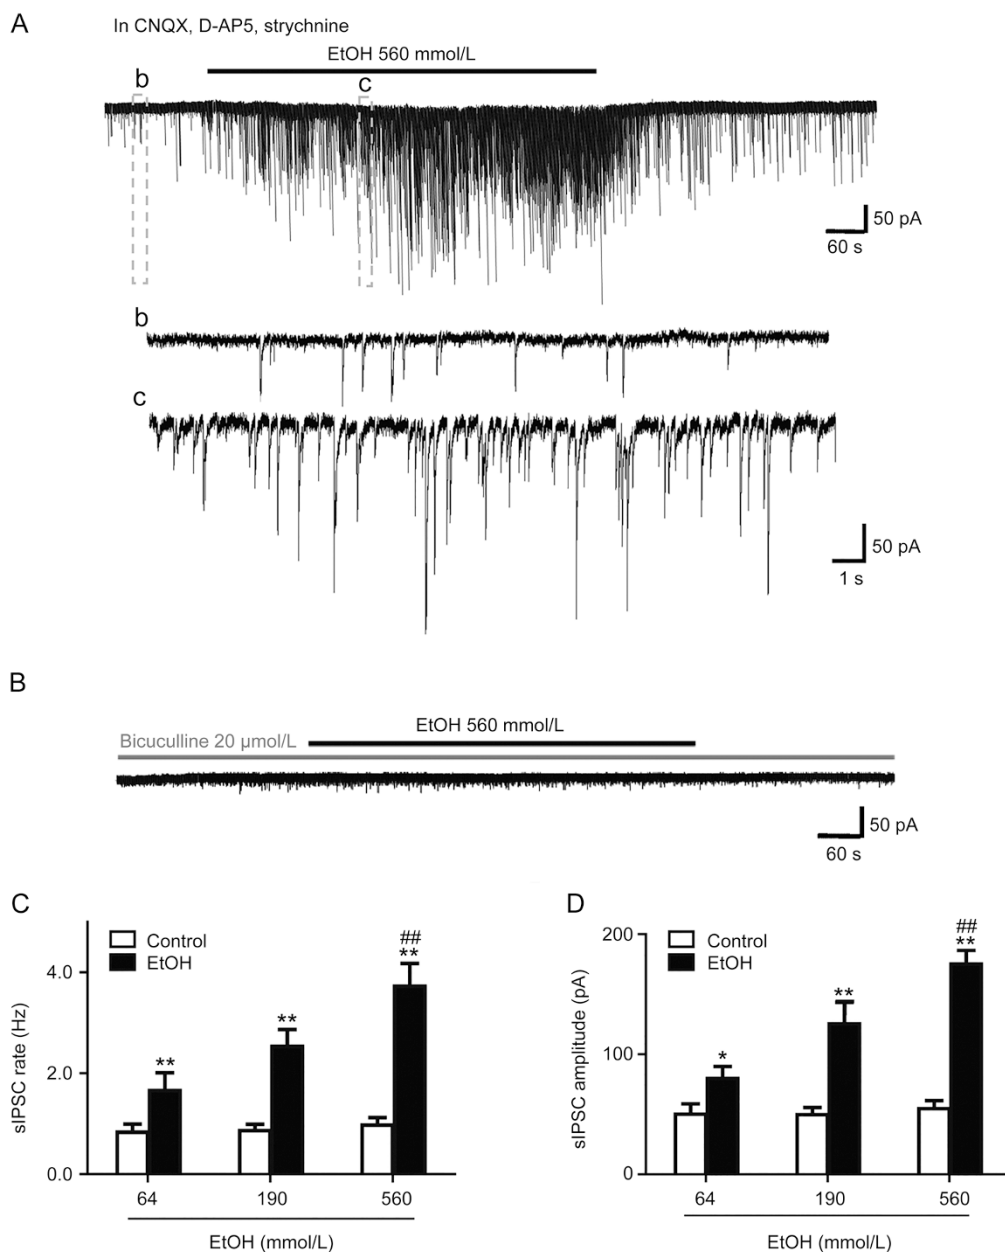 A
In CNQX, D-AP5, strychnine
EtOH 560 mmol/L
b
c
50 pA
60 s
b
c
50 pA
1 s
B
EtOH 560 mmol/L
Bicuculline 20 μmol/L
50 pA
60 s
C
Control
EtOH
##
**
**
**
4.0
2.0
0.0
sIPSC rate (Hz)
64 190 560
EtOH (mmol/L)
D
Control
EtOH
##
**
**
*
200
100
0
sIPSC amplitude (pA)
64 190 560
EtOH (mmol/L)